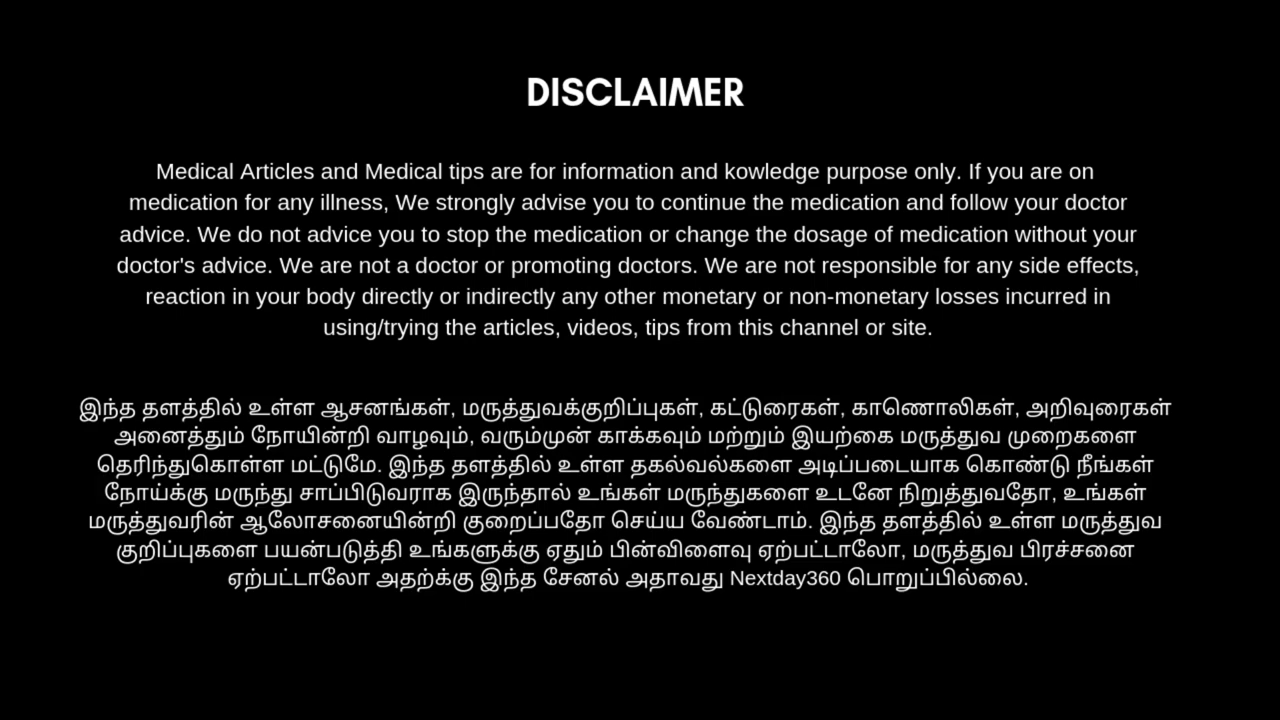 DISCLAIMER
Medical Articles and Medical tips are for information and kowledge purpose only. If you are on
medication for any illness, We strongly advise you to continue the medication and follow your doctor
advice. We do not advice you to stop the medication or change the dosage of medication without your
doctor's advice. We are not a doctor or promoting doctors. We are not responsible for any side effects,
reaction in your body directly or indirectly any other monetary or non-monetary losses incurred in
using/trying the articles, videos, tips from this channel or site.
இந்த தளத்தில் உள்ள ஆசனங்கள், மருத்துவக்குறிப்புகள், கட்டுரைகள், காணொலிகள், அறிவுரைகள்
அனைத்தும் நோயின்றி வாழவும், வரும்முன் காக்கவும் மற்றும் இயற்கை மருத்துவ முறைகளை
தெரிந்துகொள்ள மட்டுமே. இந்த தளத்தில் உள்ள தகல்வல்களை அடிப்படையாக கொண்டு நீங்கள்
நோய்க்கு மருந்து சாப்பிடுவராக இருந்தால் உங்கள் மருந்துகளை உடனே நிறுத்துவதோ, உங்கள்
மருத்துவரின் ஆலோசனையின்றி குறைப்பதோ செய்ய வேண்டாம். இந்த தளத்தில் உள்ள மருத்துவ
குறிப்புகளை பயன்படுத்தி உங்களுக்கு ஏதும் பின்விளைவு ஏற்பட்டாலோ, மருத்துவ பிரச்சனை
ஏற்பட்டாலோ அதற்க்கு இந்த சேனல் அதாவது Nextday360 பொறுப்பில்லை.